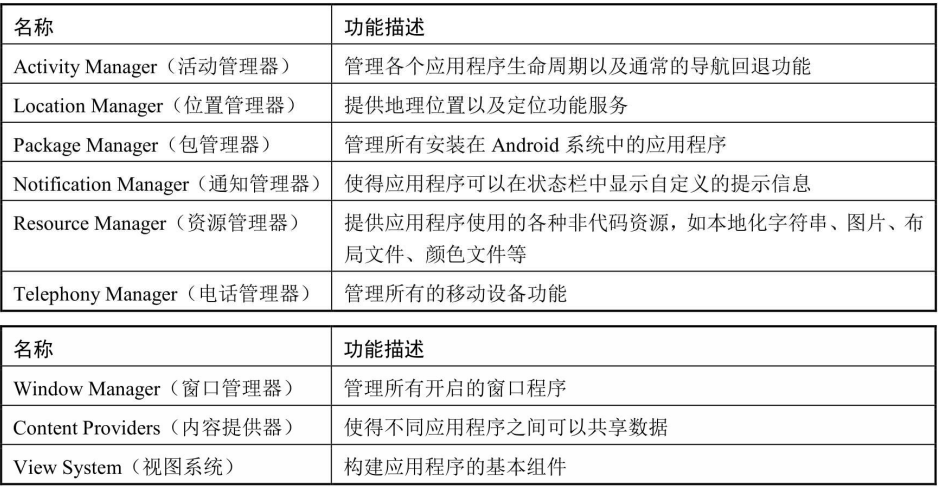 名称 功能描述
Activity Manager（活动管理器） 管理各个应用程序生命周期以及通常的导航回退功能
Location Manager（位置管理器） 提供地理位置以及定位功能服务
Package Manager（包管理器） 管理所有安装在 Android 系统中的应用程序
Notification Manager（通知管理器） 使得应用程序可以在状态栏中显示自定义的提示信息
Resource Manager（资源管理器） 提供应用程序使用的各种非代码资源，如本地化字符串、图片、布
局文件、颜色文件等
Telephony Manager（电话管理器） 管理所有的移动设备功能
名称 功能描述
Window Manager（窗口管理器） 管理所有开启的窗口程序
Content Providers（内容提供器） 使得不同应用程序之间可以共享数据
View System（视图系统） 构建应用程序的基本组件